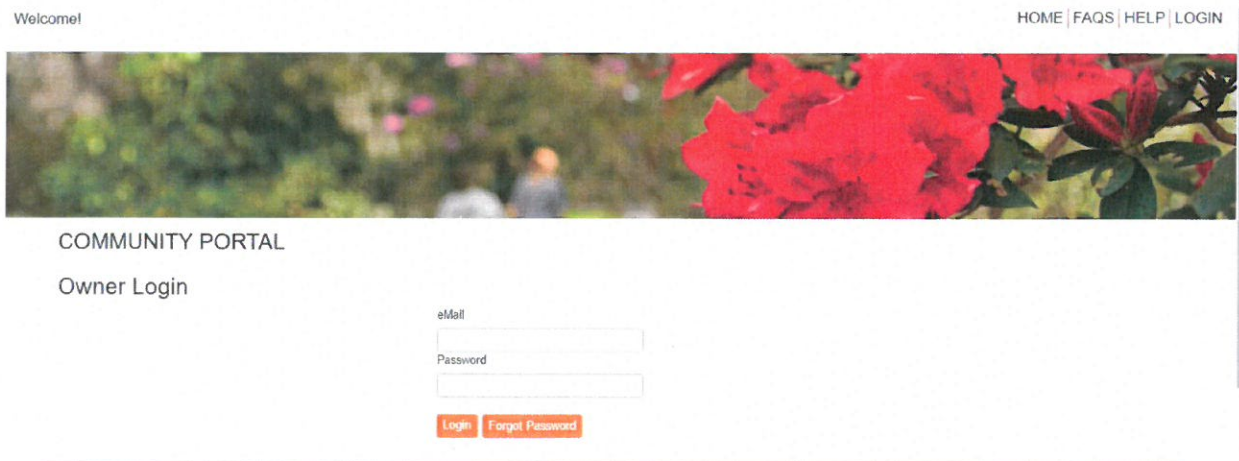 Welcome!
HOME | FAQS | HELP | LOGIN
COMMUNITY PORTAL
Owner Login
eMail
Password
Login
Forgot Password